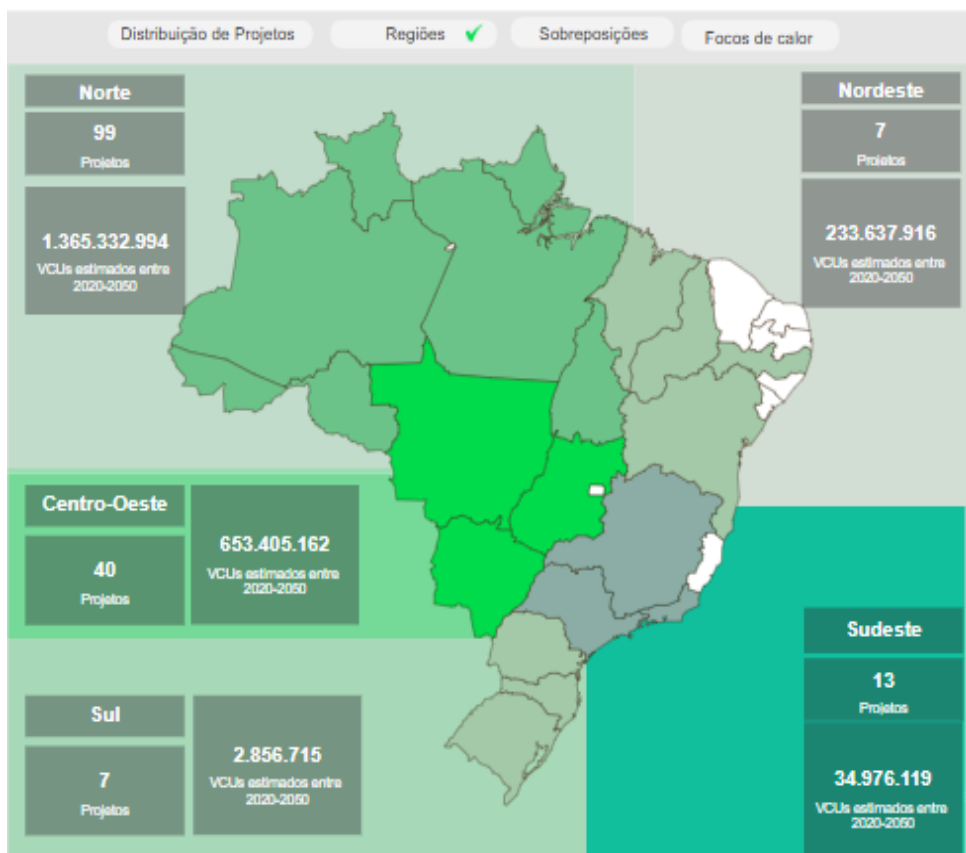 Distribuição de Projetos
Regiões
Sobreposições
Focos de calor
Norte
99
Projetos
1.365.332.994
VCUs estimados entre
2020-2050
Nordeste
7
Projetos
233.637.916
VCUs estimados entre
2020-2050
Centro-Oeste
40
Projetos
653.405.162
VCUs estimados entre
2020-2050
Sul
7
Projetos
2.856.715
VCUs estimados entre
2020-2050
Sudeste
13
Projetos
34.976.119
VCUs estimados entre
2020-2050